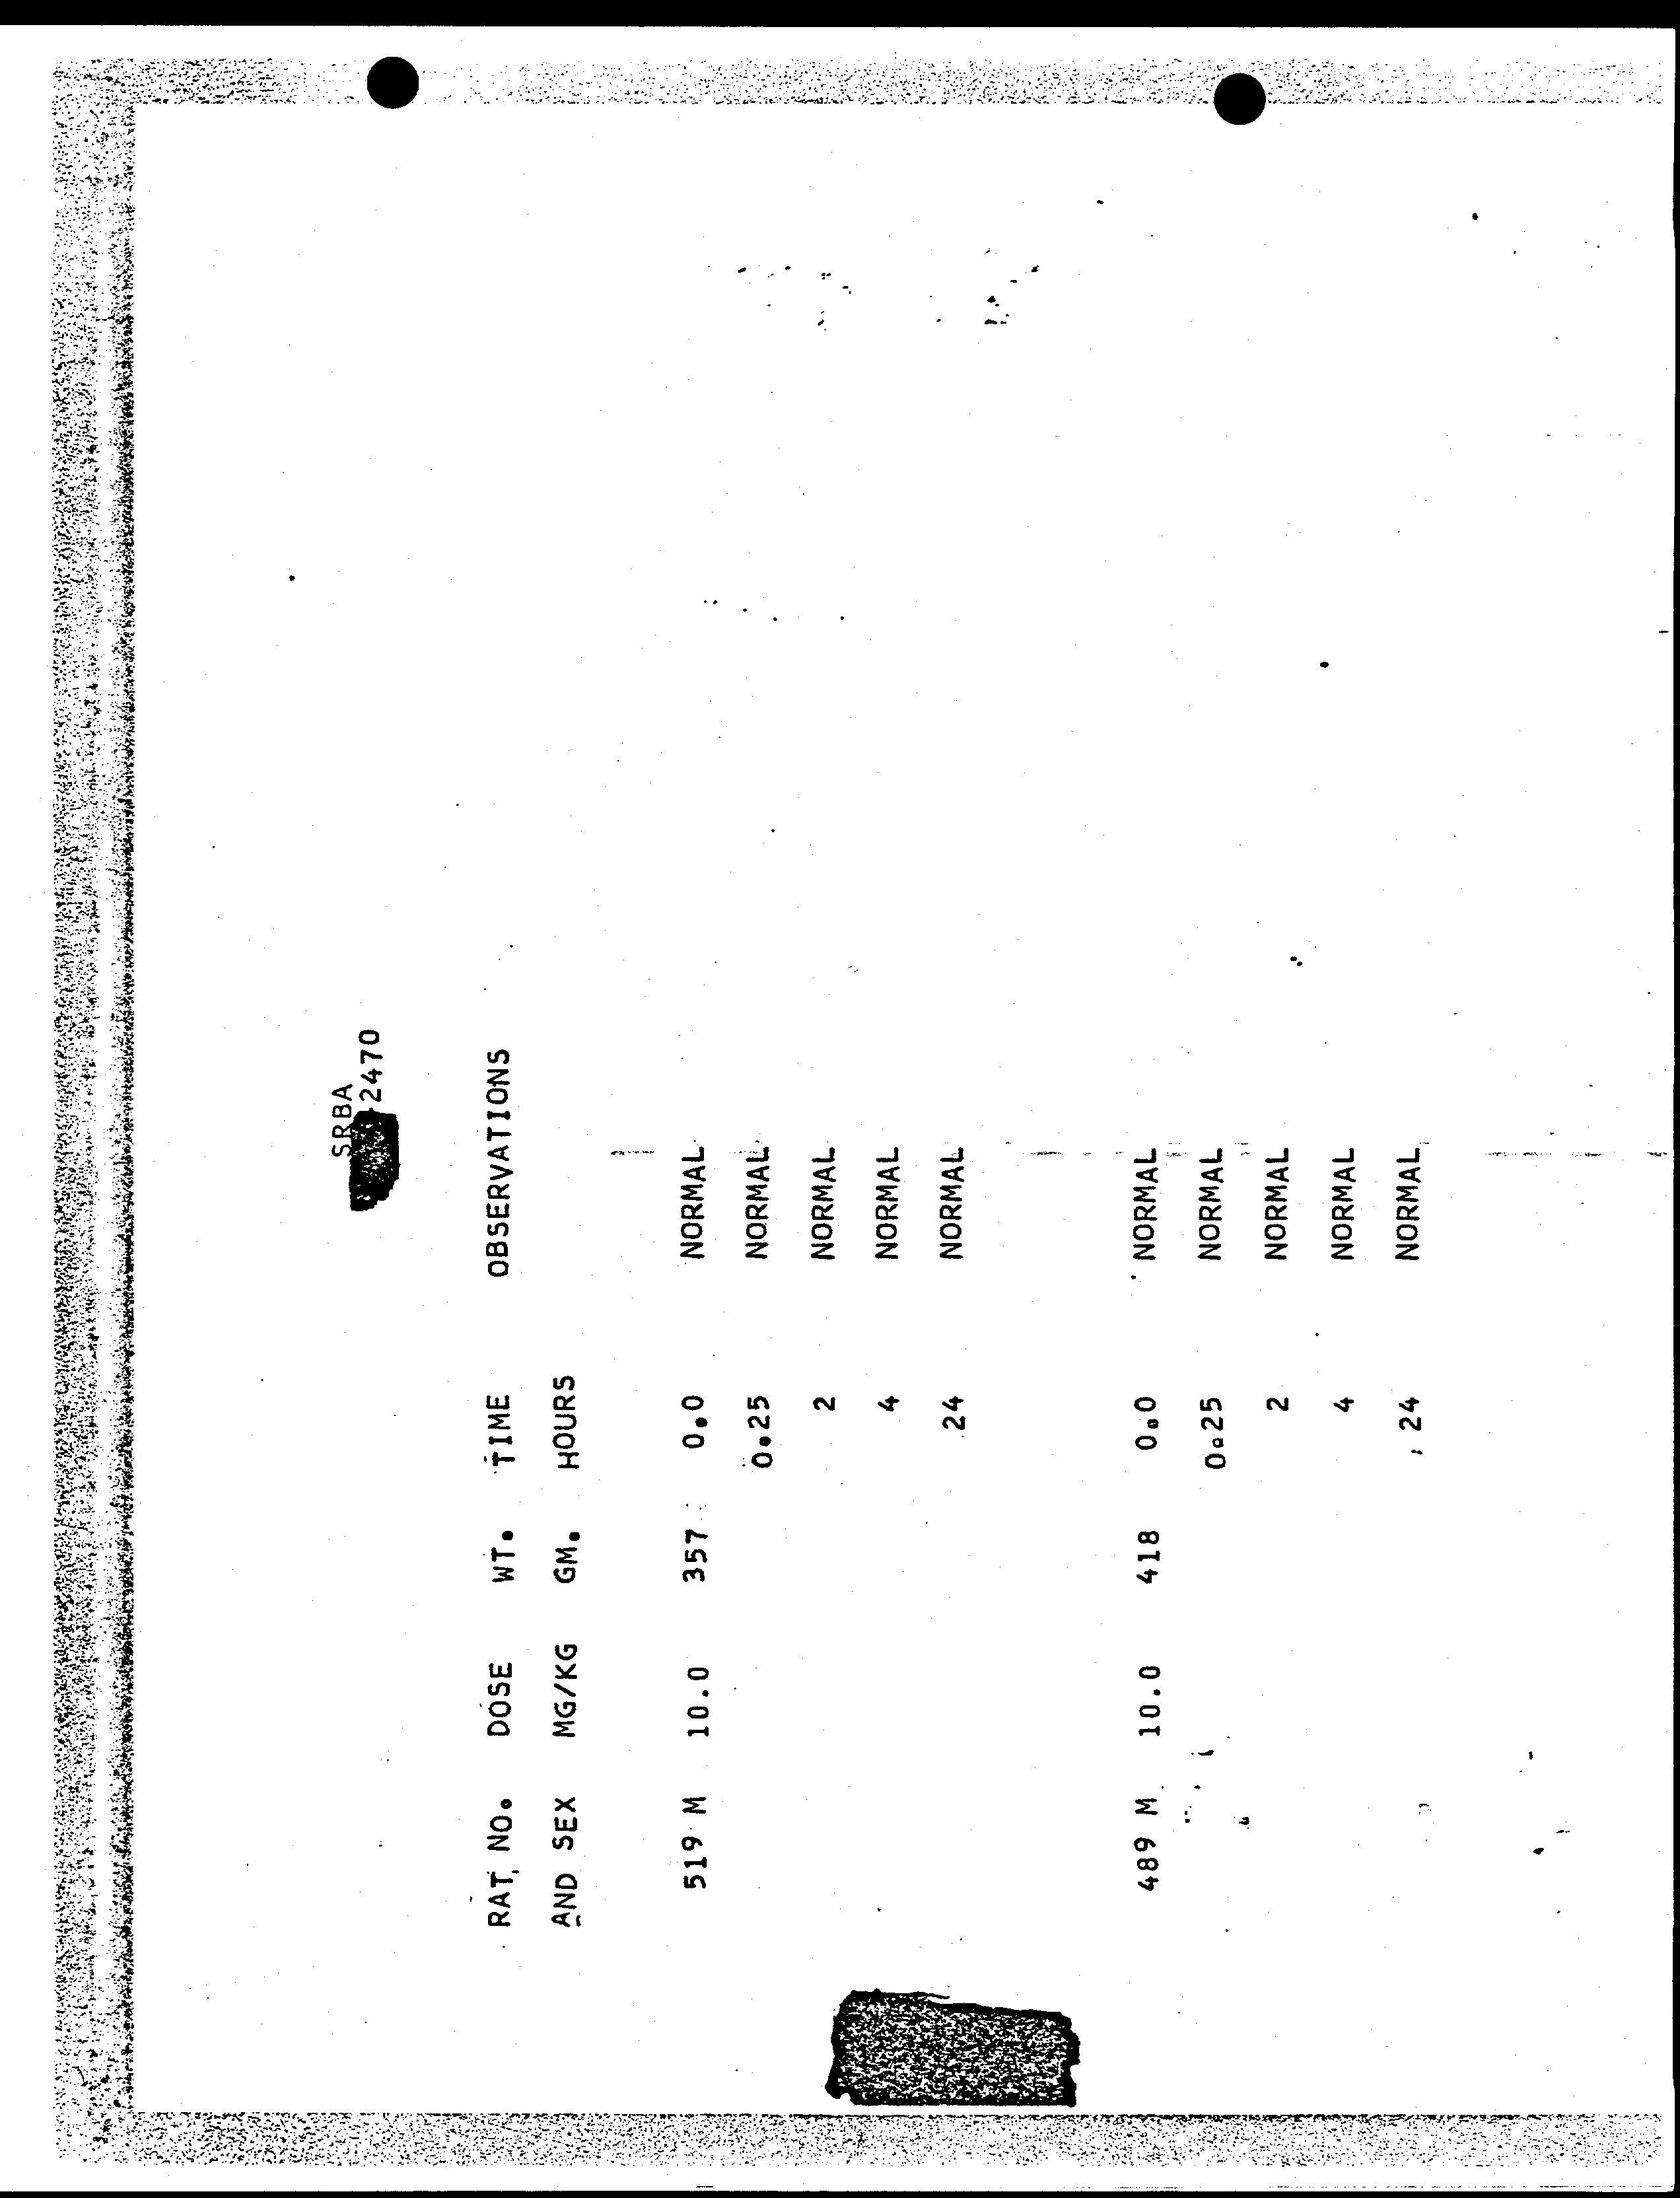 SRBA
-2470
RAT NO. DOSE WT. TIME OBSERVATIONS
AND SEX MG/KG GM. HOURS
519 M 10.0 357 0.0 NORMAL
0.25 NORMAL
2 NORMAL
4 NORMAL
24 NORMAL
489 M 10.0 418 0.0 NORMAL
0.25 NORMAL
2 NORMAL
4 NORMAL
24 NORMAL